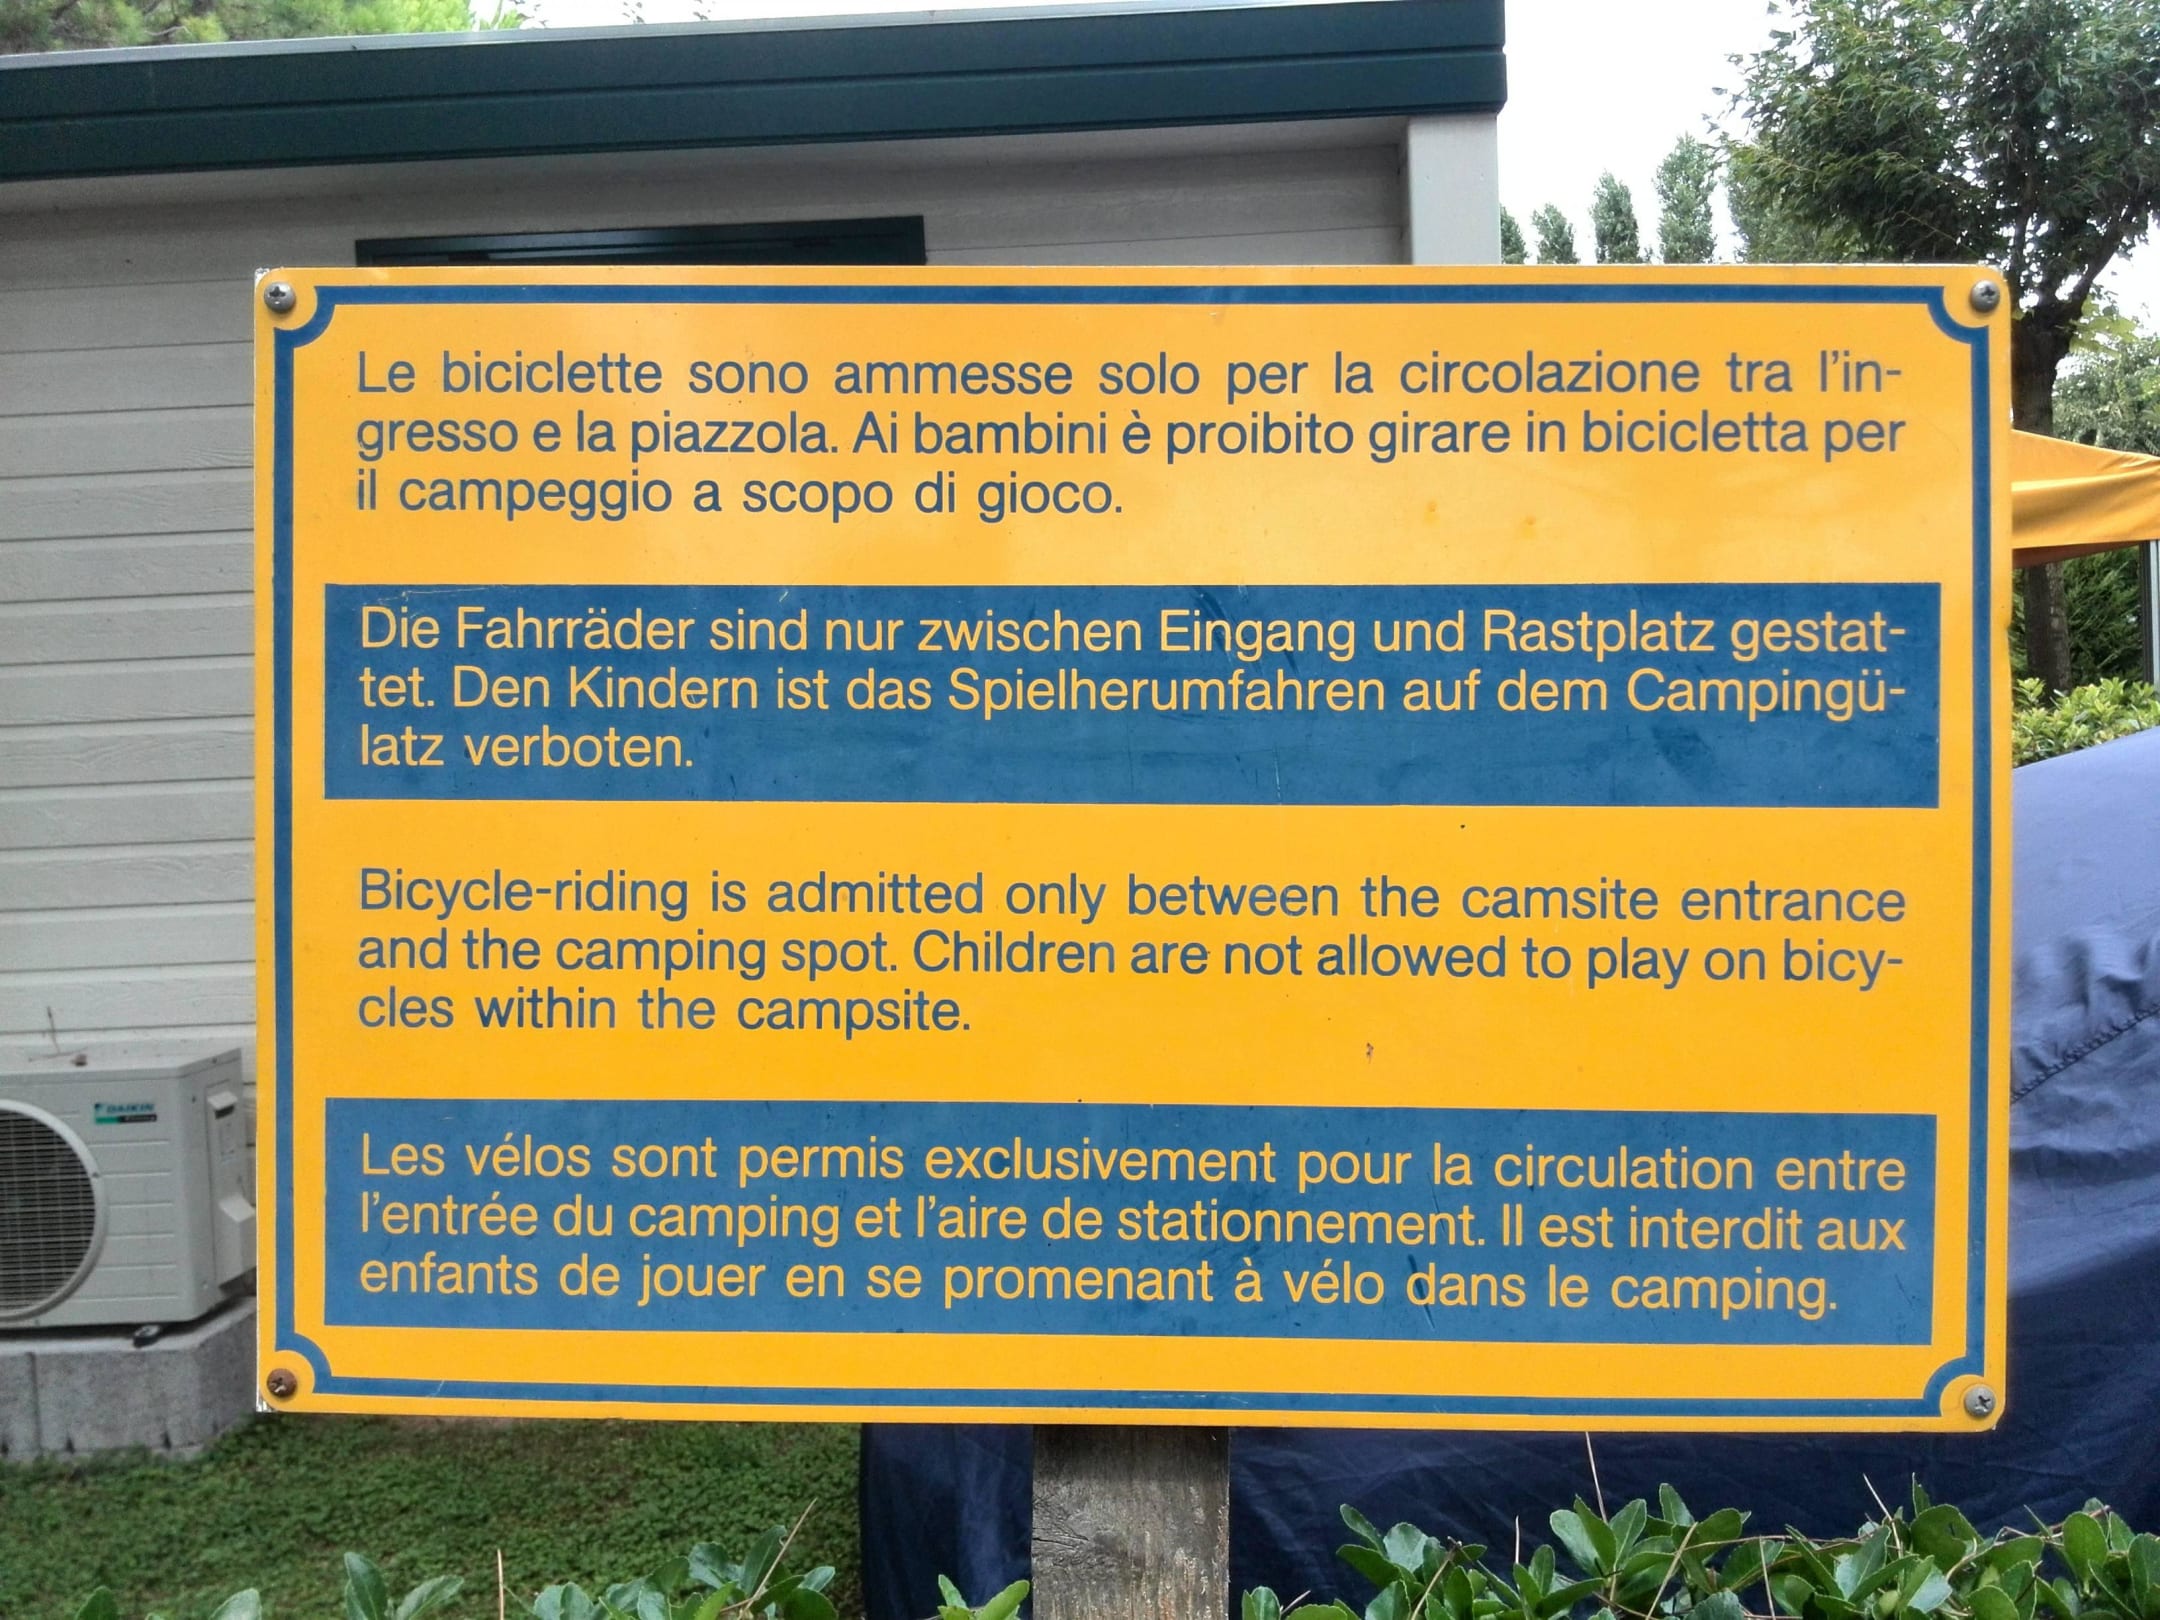 Le biciclette sono ammesse solo per la circolazione tra l'in-
gresso e la piazzola. Ai bambini è proibito girare in bicicletta per
il campeggio a scopo di gioco.
Die Fahrräder sind nur zwischen Eingang und Rastplatz gestat-
tet. Den Kindern ist das Spielherumfahren auf dem Campingü-
latz verboten.
Bicycle-riding is admitted only between the camsite entrance
and the camping spot. Children are not allowed to play on bicy-
cles within the campsite.
Les vélos sont permis exclusivement pour la circulation entre
l'entrée du camping et l'aire de stationnement. Il est interdit aux
enfants de jouer en se promenant à vélo dans le camping.
DAIKIN